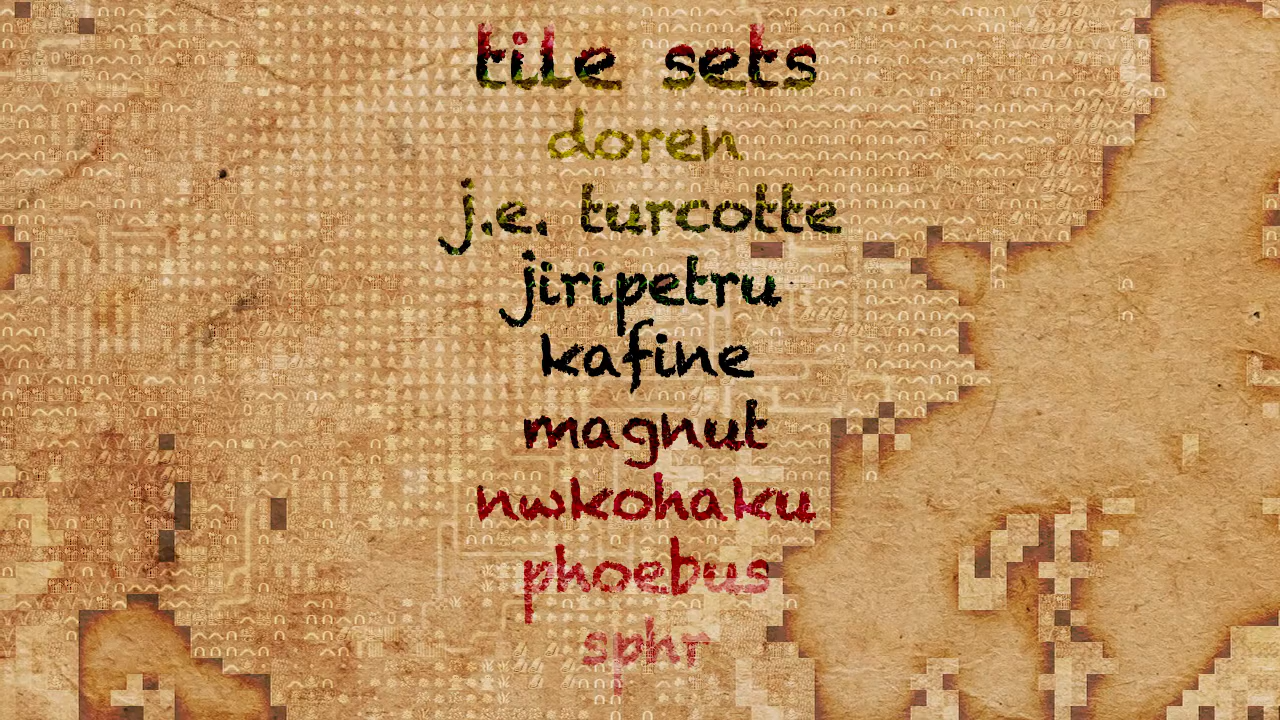 tile sets
doren
j.e. turcotte
jiripetru
kafine
magnut
nwkohaku
phoebus
sphr